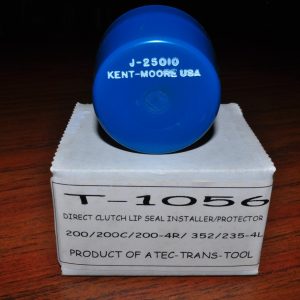 J-25010
KENT-MOORE USA
T-1056
DIRECT CLUTCH LIP SEAL INSTALLER/PROTECTOR
200/200C/200-4R/ 352/235-4L
PRODUCT OF ATEC-TRANS-TOOL